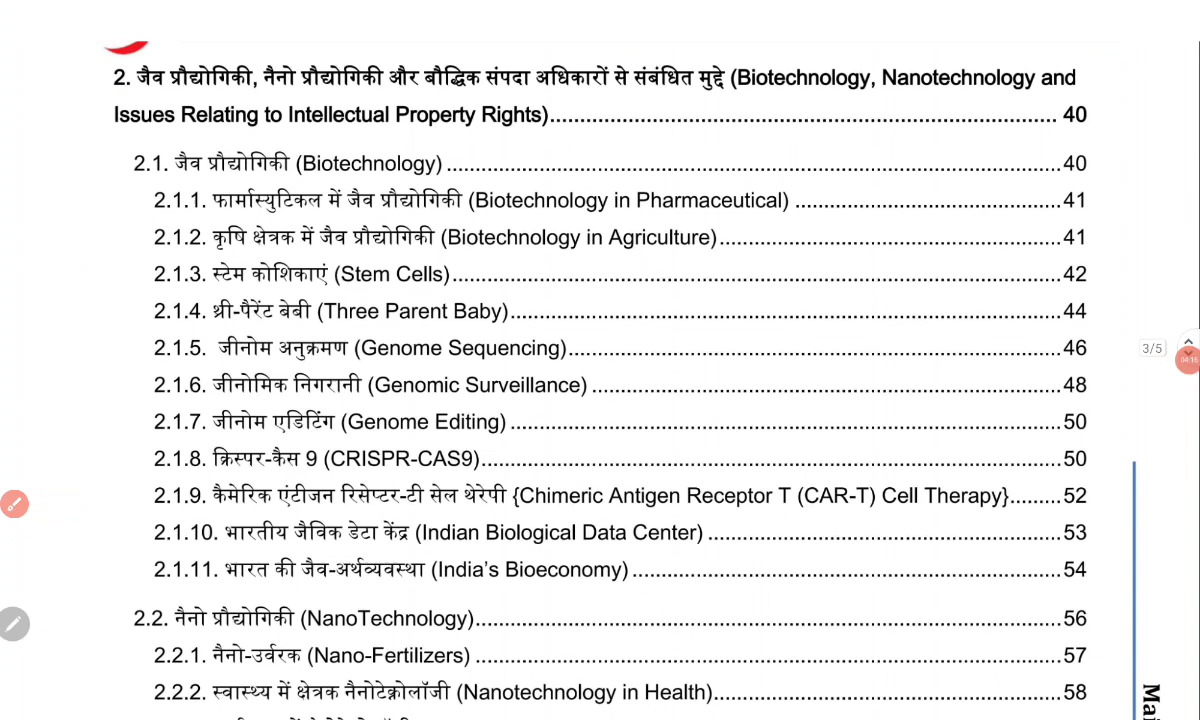 2. जैव प्रौद्योगिकी, नैनो प्रौद्योगिकी और बौद्धिक संपदा अधिकारों से संबंधित मुद्दे (Biotechnology, Nanotechnology and
Issues Relating to Intellectual Property Rights)........................................................................................ 40
2.1. जैव प्रौद्योगिकी (Biotechnology) ........................................................................................................40
2.1.1. फार्मास्युटिकल में जैव प्रौद्योगिकी (Biotechnology in Pharmaceutical) .............................................41
2.1.2. कृषि क्षेत्रक में जैव प्रौद्योगिकी (Biotechnology in Agriculture)..........................................................41
2.1.3. स्टेम कोशिकाएं (Stem Cells)......................................................................................................42
2.1.4. थ्री-पैरेंट बेबी (Three Parent Baby).............................................................................................44
2.1.5. जीनोम अनुक्रमण (Genome Sequencing)...................................................................................46
2.1.6. जीनोमिक निगरानी (Genomic Surveillance) ...............................................................................48
2.1.7. जीनोम एडिटिंग (Genome Editing) .............................................................................................50
2.1.8. क्रिस्पर-कैस 9 (CRISPR-CAS9)..................................................................................................50
2.1.9. कैमेरिक एंटीजन रिसेप्टर-टी सेल थेरेपी {Chimeric Antigen Receptor T (CAR-T) Cell Therapy}.........52
2.1.10. भारतीय जैविक डेटा केंद्र (Indian Biological Data Center) ............................................................53
2.1.11. भारत की जैव-अर्थव्यवस्था (India's Bioeconomy) .........................................................................54
2.2. नैनो प्रौद्योगिकी (NanoTechnology)...................................................................................................56
2.2.1. नैनो-उर्वरक (Nano-Fertilizers) ...................................................................................................57
2.2.2. स्वास्थ्य में क्षेत्रक नैनोटेक्नोलॉजी (Nanotechnology in Health)...........................................................58
3/5
04:15